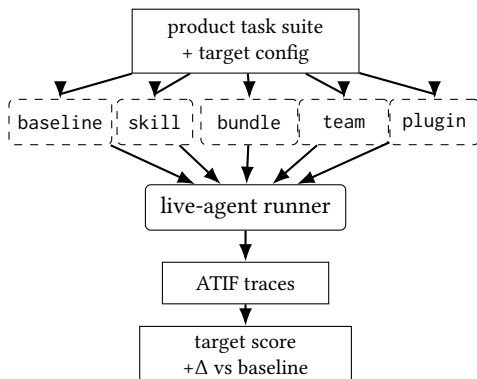 product task suite
+ target config
baseline skill bundle team plugin
live-agent runner
ATIF traces
target score
+Δ vs baseline